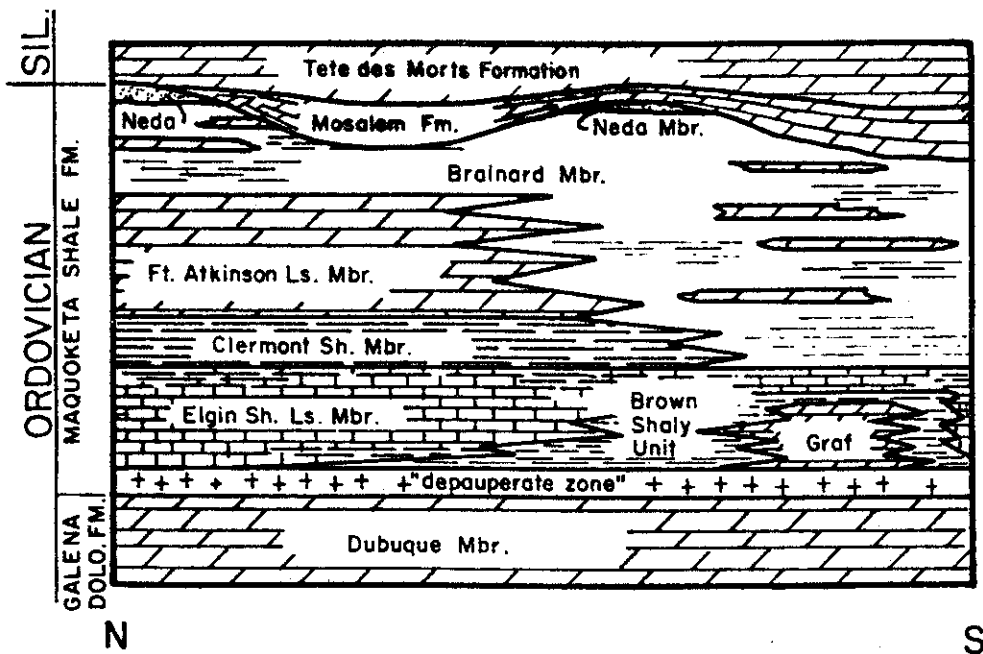 SIL.
ORDOVICIAN
MAQUOKETA SHALE FM.
GALENA
DOLO. FM.
Tete des Morts Formation
Neda
Mosalem Fm.
Neda Mbr.
Brainard Mbr.
Ft. Atkinson Ls. Mbr.
Clermont Sh. Mbr.
Elgin Sh. Ls. Mbr.
Brown
Shaly
Unit
Graf
"depauperate zone"
Dubuque Mbr.
N
S